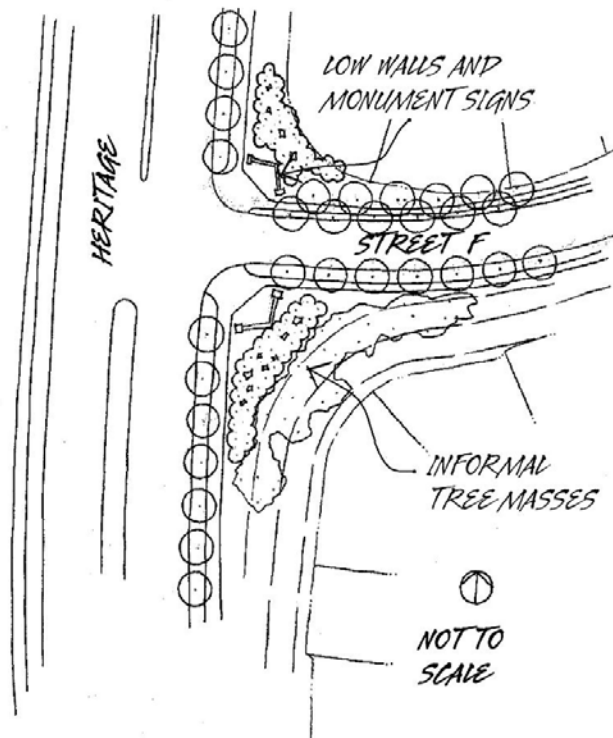 LOW WALLS AND
MONUMENT SIGNS
HERITAGE
STREET F
INFORMAL
TREE MASSES
NOT TO
SCALE